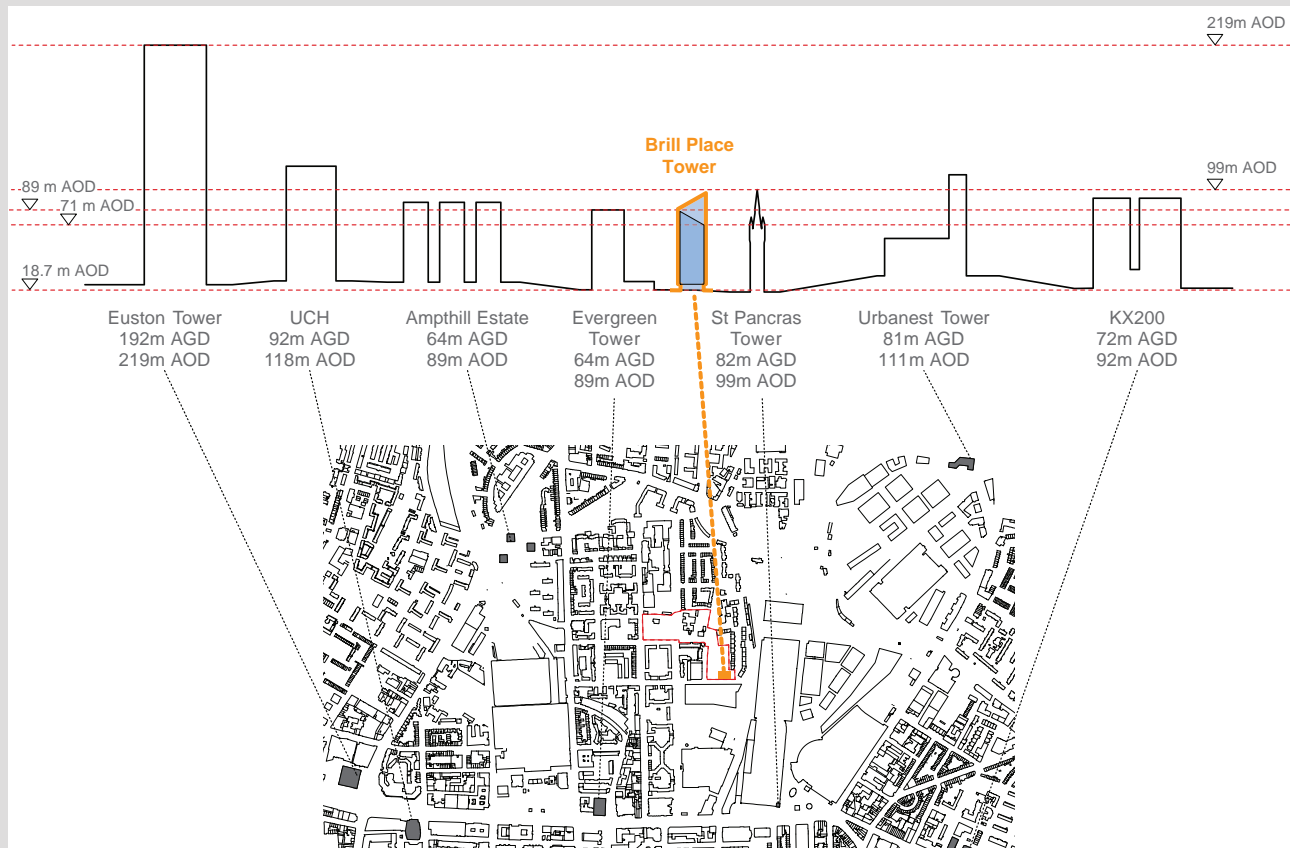 219m AOD
Brill Place
Tower
99m AOD
89 m AOD
71 m AOD
18.7 m AOD
Euston Tower
192m AGD
219m AOD
UCH
92m AGD
118m AOD
Ampthill Estate
64m AGD
89m AOD
Evergreen
Tower
64m AGD
89m AOD
St Pancras
Tower
82m AGD
99m AOD
Urbanest Tower
81m AGD
111m AOD
KX200
72m AGD
92m AOD